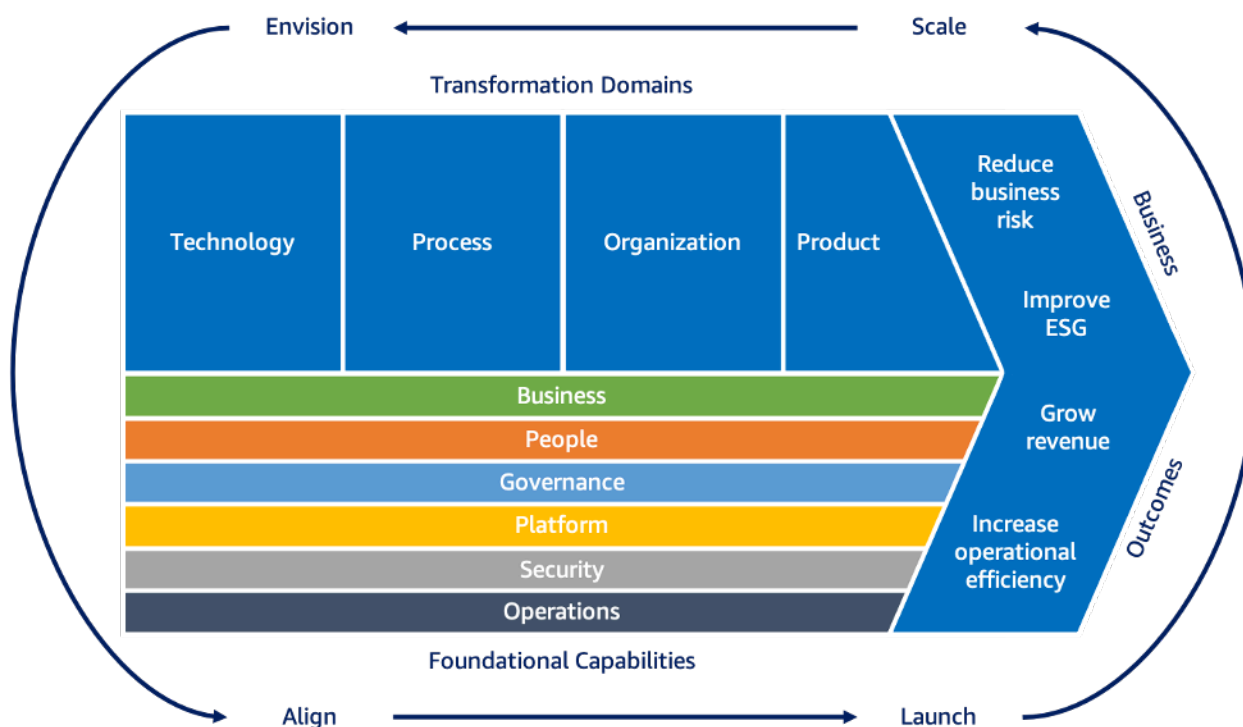 Envision
Scale
Transformation Domains
Technology
Process
Organization
Product
Reduce
business
risk
Improve
ESG
Grow
revenue
Increase
operational
efficiency
Business
Outcomes
Business
People
Governance
Platform
Security
Operations
Foundational Capabilities
Align
Launch